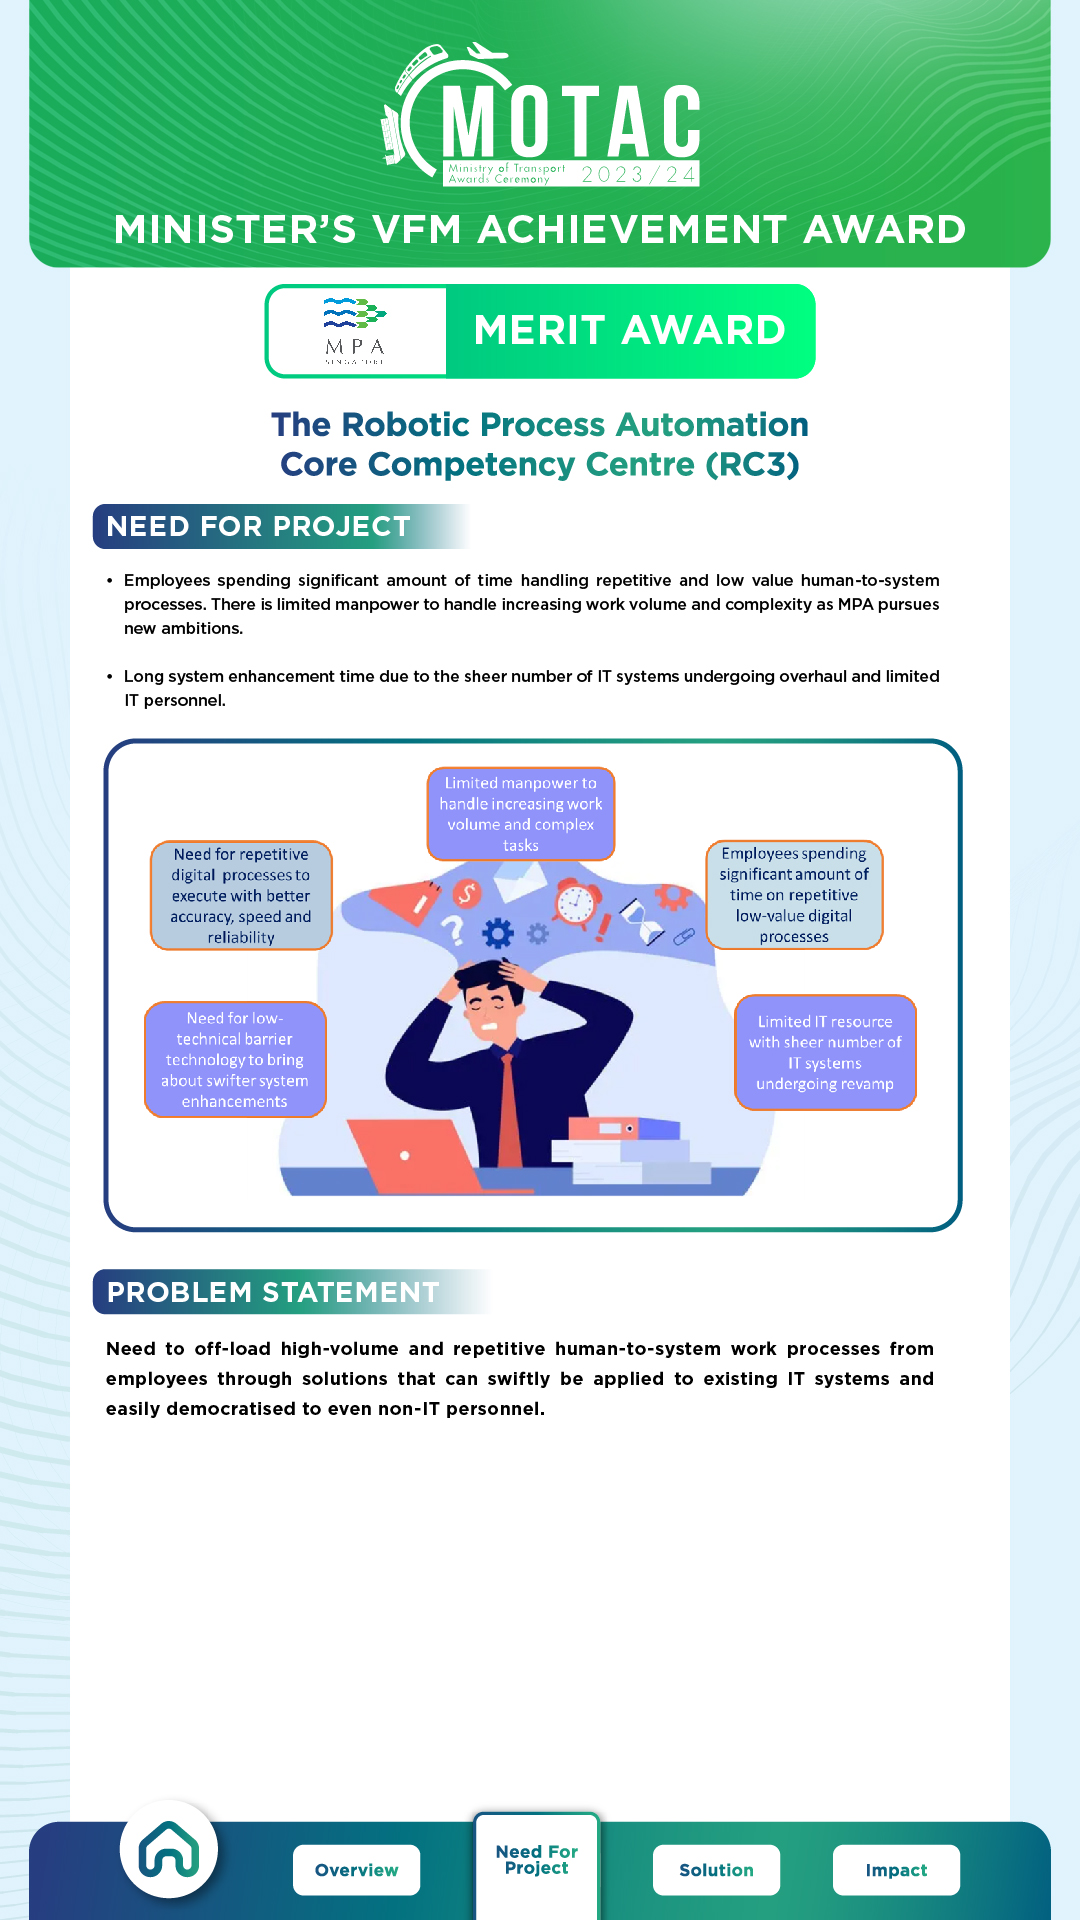 MOTAC
Ministry of Transport
Awards Ceremony
2023/24
MINISTER’S VFM ACHIEVEMENT AWARD
MPA
SINGAPORE
MERIT AWARD
The Robotic Process Automation
Core Competency Centre (RC3)
NEED FOR PROJECT
• Employees spending significant amount of time handling repetitive and low value human-to-system
processes. There is limited manpower to handle increasing work volume and complexity as MPA pursues
new ambitions.
• Long system enhancement time due to the sheer number of IT systems undergoing overhaul and limited
IT personnel.
Limited manpower to
handle increasing work
volume and complex
tasks
Need for repetitive
digital processes to
execute with better
accuracy, speed and
reliability
Employees spending
significant amount of
time on repetitive
low-value digital
processes
Need for low-
technical barrier
technology to bring
about swifter system
enhancements
Limited IT resource
with sheer number of
IT systems
undergoing revamp
PROBLEM STATEMENT
Need to off-load high-volume and repetitive human-to-system work processes from
employees through solutions that can swiftly be applied to existing IT systems and
easily democratised to even non-IT personnel.
Overview
Need For
Project
Solution
Impact